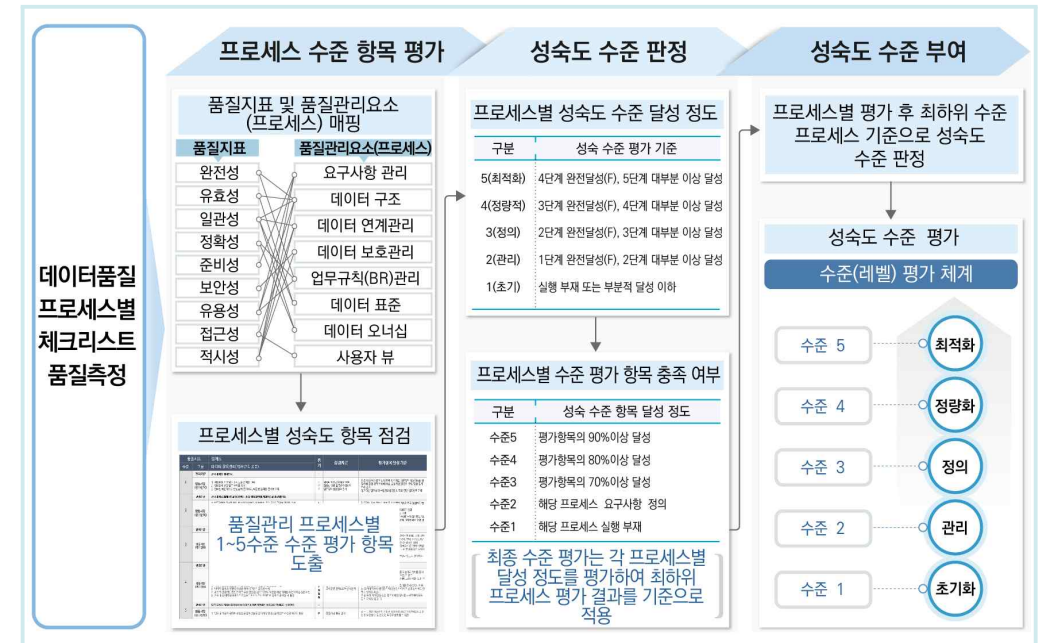 데이터품질
프로세스별
체크리스트
품질측정
프로세스 수준 항목 평가
성숙도 수준 판정
성숙도 수준 부여
품질지표 및 품질관리요소
(프로세스) 매핑
품질지표 품질관리요소(프로세스)
완전성 요구사항 관리
유효성 데이터 구조
일관성 데이터 연계관리
정확성 데이터 보호관리
준비성 업무규칙(BR)관리
보안성 데이터 표준
유용성 데이터 오너십
접근성 사용자 뷰
적시성
프로세스별 성숙도 항목 점검
품질관리 프로세스별
1~5수준 수준 평가 항목
도출
프로세스별 성숙도 수준 달성 정도
구분 성숙 수준 평가 기준
5(최적화) 4단계 완전달성(F), 5단계 대부분 이상 달성
4(정량적) 3단계 완전달성(F), 4단계 대부분 이상 달성
3(정의) 2단계 완전달성(F), 3단계 대부분 이상 달성
2(관리) 1단계 완전달성(F), 2단계 대부분 이상 달성
1(초기) 실행 부재 또는 부분적 달성 이하
프로세스별 수준 평가 항목 충족 여부
구분 성숙 수준 항목 달성 정도
수준5 평가항목의 90%이상 달성
수준4 평가항목의 80%이상 달성
수준3 평가항목의 70%이상 달성
수준2 해당 프로세스 요구사항 정의
수준1 해당 프로세스 실행 부재
최종 수준 평가는 각 프로세스별
달성 정도를 평가하여 최하위
프로세스 평가 결과를 기준으로
적용
프로세스별 평가 후 최하위 수준
프로세스 기준으로 성숙도
수준 판정
성숙도 수준 평가
수준(레벨) 평가 체계
수준 5 최적화
수준 4 정량화
수준 3 정의
수준 2 관리
수준 1 초기화